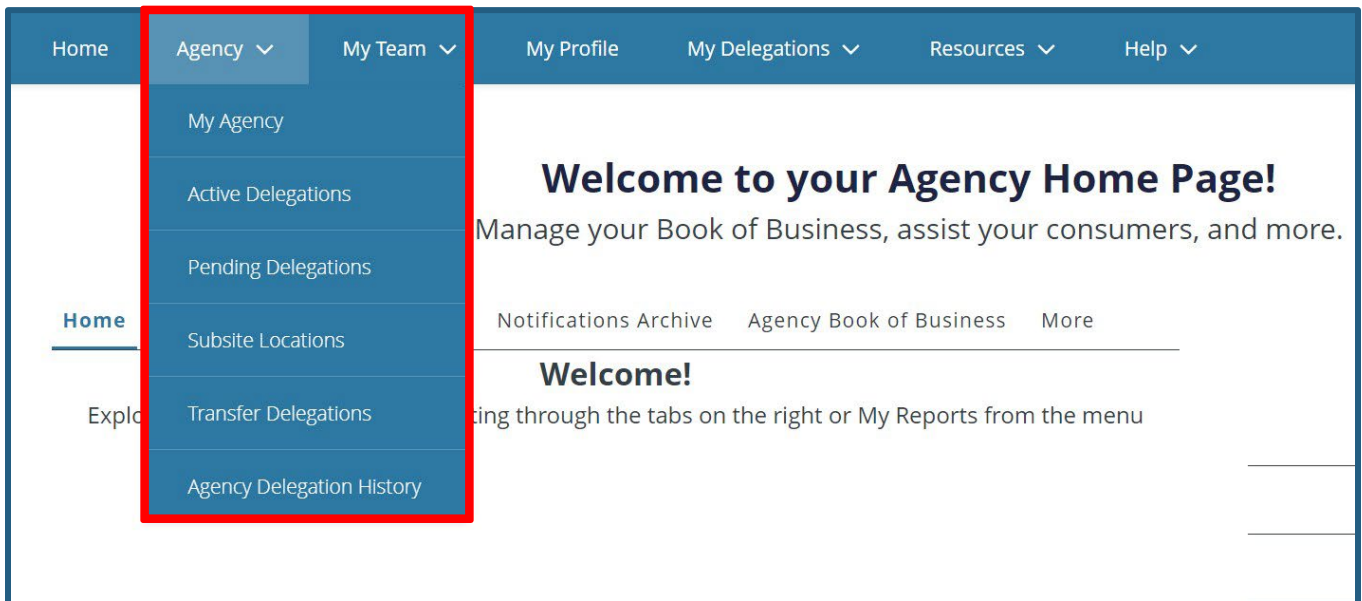 Home Agency My Team My Profile My Delegations Resources Help
My Agency
Active Delegations
Pending Delegations
Subsite Locations
Transfer Delegations
Agency Delegation History
Welcome to your Agency Home Page!
Manage your Book of Business, assist your consumers, and more.
Home Notifications Archive Agency Book of Business More
Welcome!
through the tabs on the right or My Reports from the menu